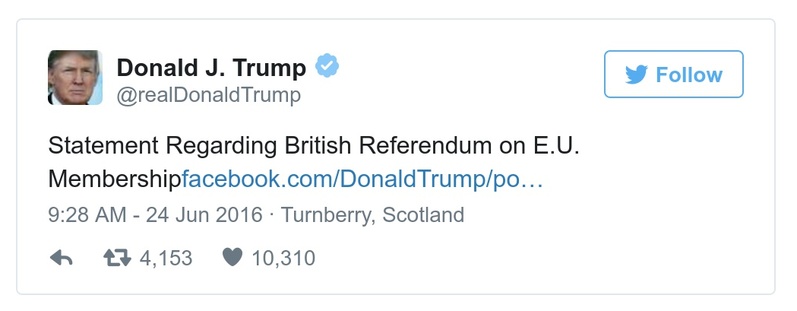 Donald J. Trump
@realDonaldTrump
Follow
Statement Regarding British Referendum on E.U.
Membershipfacebook.com/DonaldTrump/po…
9:28 AM - 24 Jun 2016 · Turnberry, Scotland
4,153 10,310